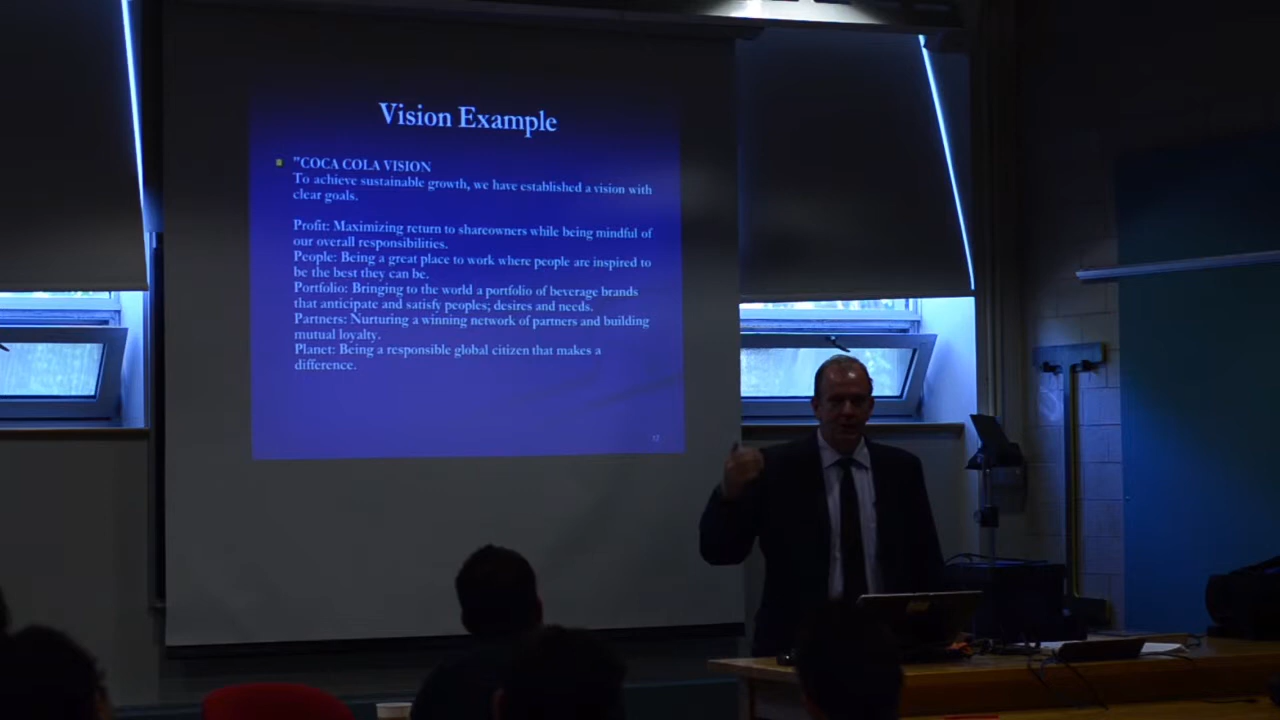 Vision Example
"COCA COLA VISION
To achieve sustainable growth, we have established a vision with
clear goals.
Profit: Maximizing return to shareowners while being mindful of
our overall responsibilities.
People: Being a great place to work where people are inspired to
be the best they can be.
Portfolio: Bringing to the world a portfolio of beverage brands
that anticipate and satisfy peoples; desires and needs.
Partners: Nurturing a winning network of partners and building
mutual loyalty.
Planet: Being a responsible global citizen that makes a
difference.